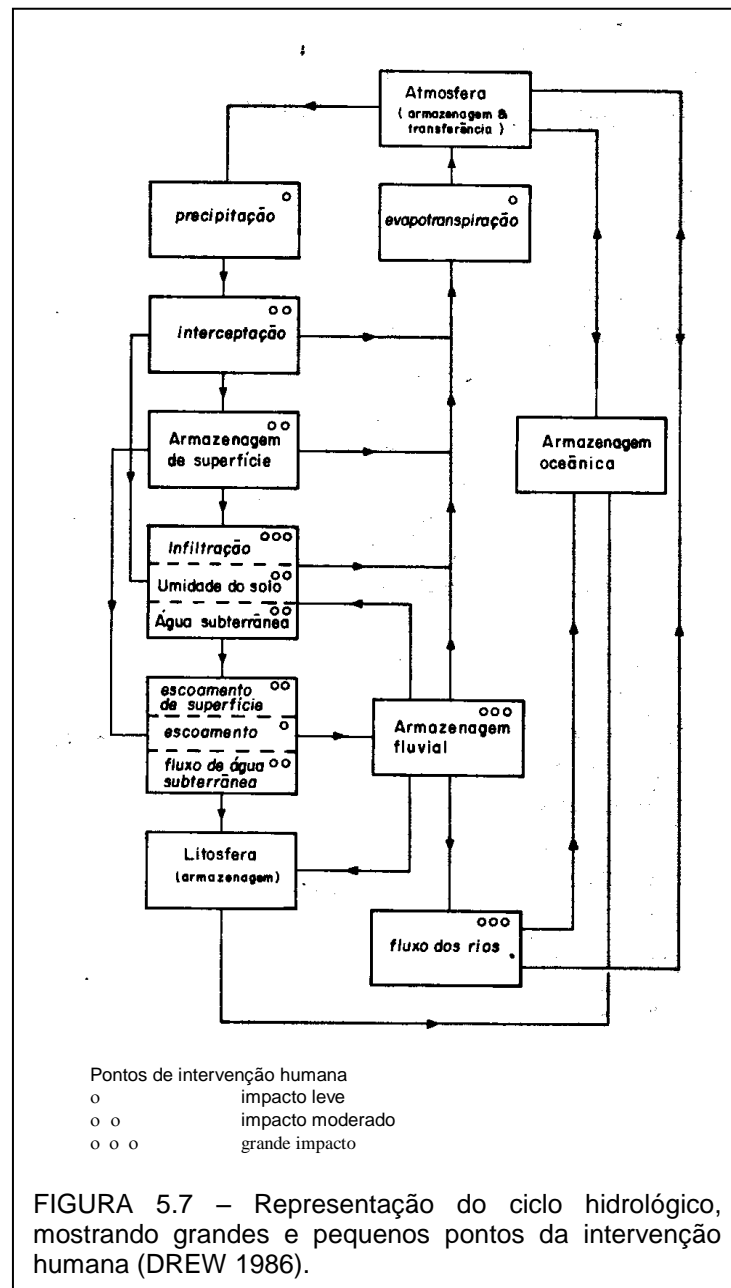 Atmosfera
( armazenagem &
transferência )
precipitação
o
evapotranspiração
o
interceptação
o o
Armazenagem
de superfície
o o
Armazenagem
oceânica
Infiltração
o o o
Umidade do solo
o o
Água subterrânea
o o
escoamento
de superfície
o o
escoamento
o
fluxo de água
subterrânea
o o
Armazenagem
fluvial
o o o
Litosfera
(armazenagem)
fluxo dos rios
o o o
Pontos de intervenção humana
o impacto leve
o o impacto moderado
o o o grande impacto
FIGURA 5.7 – Representação do ciclo hidrológico,
mostrando grandes e pequenos pontos da intervenção
humana (DREW 1986).